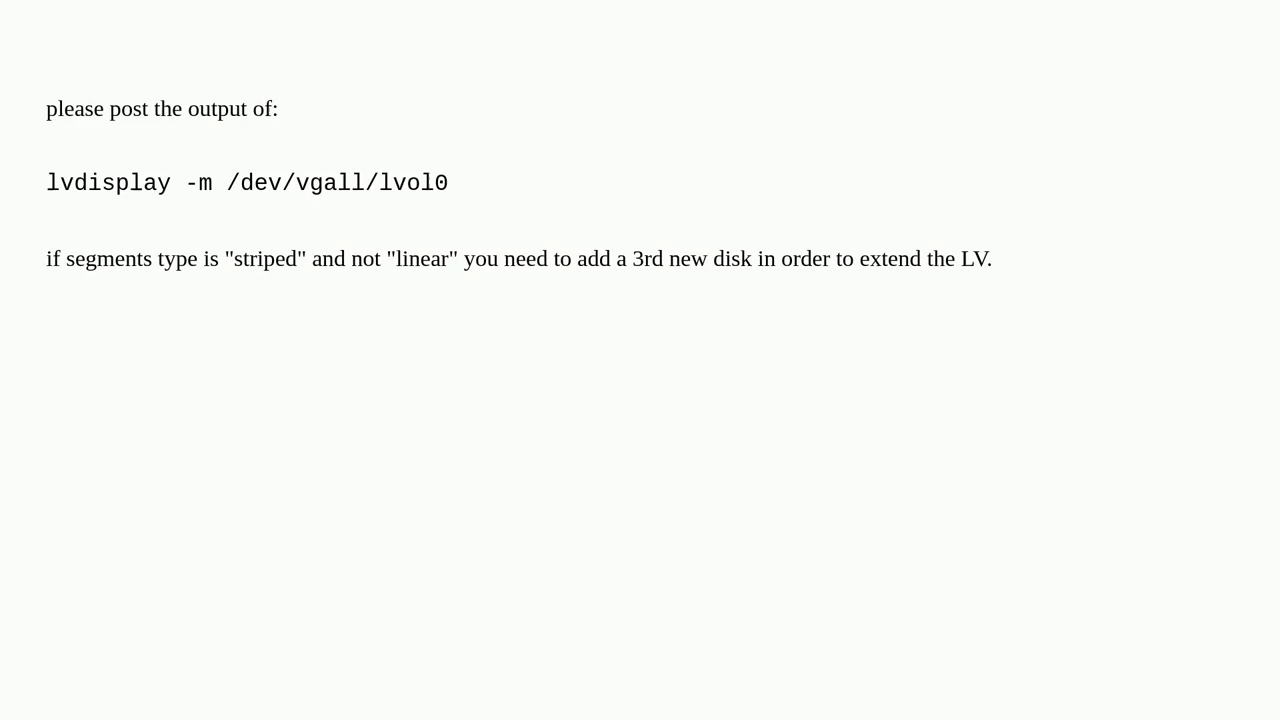 please post the output of:
lvdisplay -m /dev/vgall/lvol0
if segments type is "striped" and not "linear" you need to add a 3rd new disk in order to extend the LV.